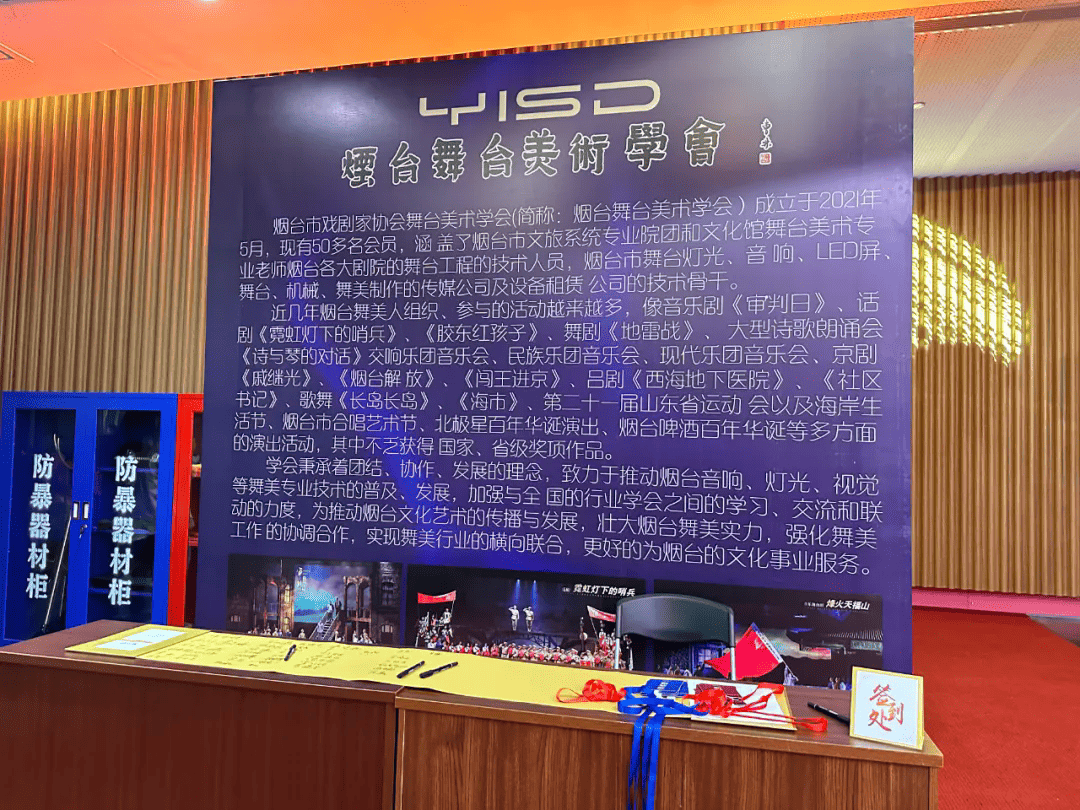 YISD
煙台舞台美術學會
烟台市戏剧家协会舞台美术学会(简称：烟台舞台美术学会）成立于2021年
5月，现有50多名会员，涵 盖了烟台市文旅系统专业院团和文化馆舞台美术专
业老师烟台各大剧院的舞台工程的技术人员，烟台市舞台灯光、音 响、LED屏、
舞台、机械、舞美制作的传媒公司及设备租赁 公司的技术骨干。
近几年烟台舞美人组织、参与的活动越来越多，像音乐剧《审判日》、话
剧《霓虹灯下的哨兵》、《胶东红孩子》、舞剧《地雷战》、大型诗歌朗诵会
《诗与琴的对话》交响乐团音乐会、民族乐团音乐会、现代乐团音乐会、京剧
《戚继光》、《烟台解 放》、《闯王进京》、吕剧《西海地下医院》、《社区
书记》、歌舞《长岛长岛》、《海市》、第二十一届山东省运动 会以及海岸生
活节、烟台市合唱艺术节、北极星百年华诞演出、烟台啤酒百年华诞等多方面
的演出活动，其中不乏获得 国家、省级奖项作品。
学会秉承着团结、协作、发展的理念，致力于推动烟台音响、灯光、视觉
等舞美专业技术的普及、发展，加强与全 国的行业学会之间的学习、交流和联
动的力度，为推动烟台文化艺术的传播与发展，壮大烟台舞美实力，强化舞美
工作 的协调合作，实现舞美行业的横向联合，更好的为烟台的文化事业服务。
防暴器材柜
防暴器材柜
霓虹灯下的哨兵
烽火天福山
签到处